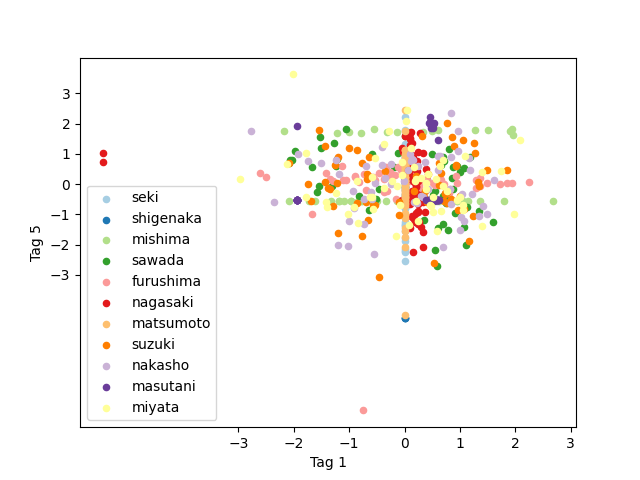 3
2
1
0
−1
−2
−3
Tag 5
seki
shigenaka
mishima
sawada
furushima
nagasaki
matsumoto
suzuki
nakasho
masutani
miyata
−3 −2 −1 0 1 2 3
Tag 1